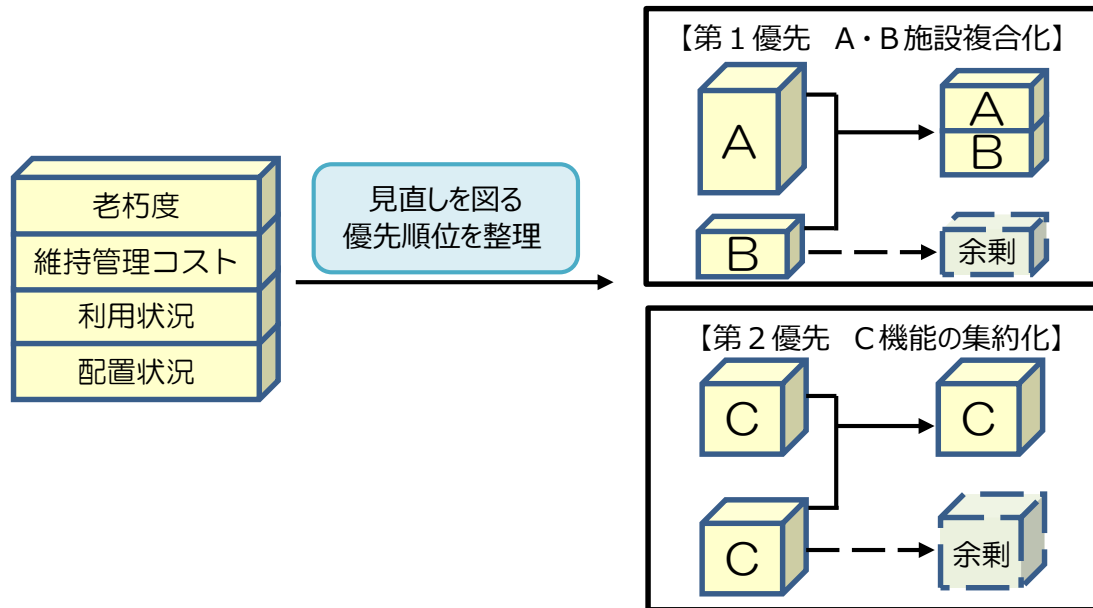 老朽度
維持管理コスト
利用状況
配置状況
見直しを図る
優先順位を整理
【第１優先　Ａ・Ｂ施設複合化】
Ａ
Ｂ
Ａ
Ｂ
余剰
【第２優先　Ｃ機能の集約化】
Ｃ
Ｃ
Ｃ
余剰